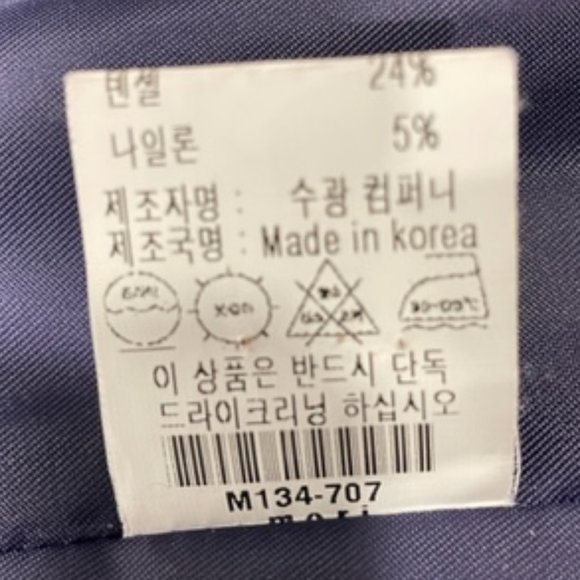 텐셀 24%
나일론 5%
제조자명 : 수광 컴퍼니
제조국명 : Made in korea
이 상품은 반드시 단독
드라이크리닝 하십시오
M134-707